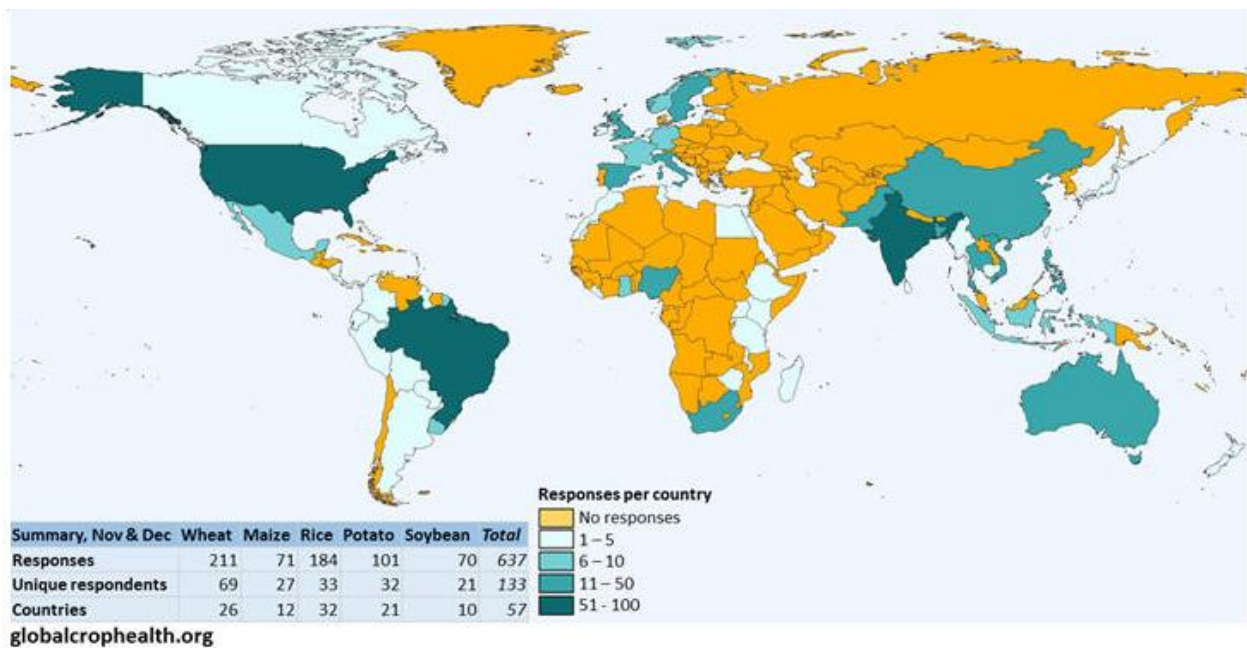 Responses per country
No responses
1 – 5
6 – 10
11 – 50
51 - 100
Summary, Nov & Dec Wheat Maize Rice Potato Soybean Total
Responses 211 71 184 101 70 637
Unique respondents 69 27 33 32 21 133
Countries 26 12 32 21 10 57
globalcrophealth.org